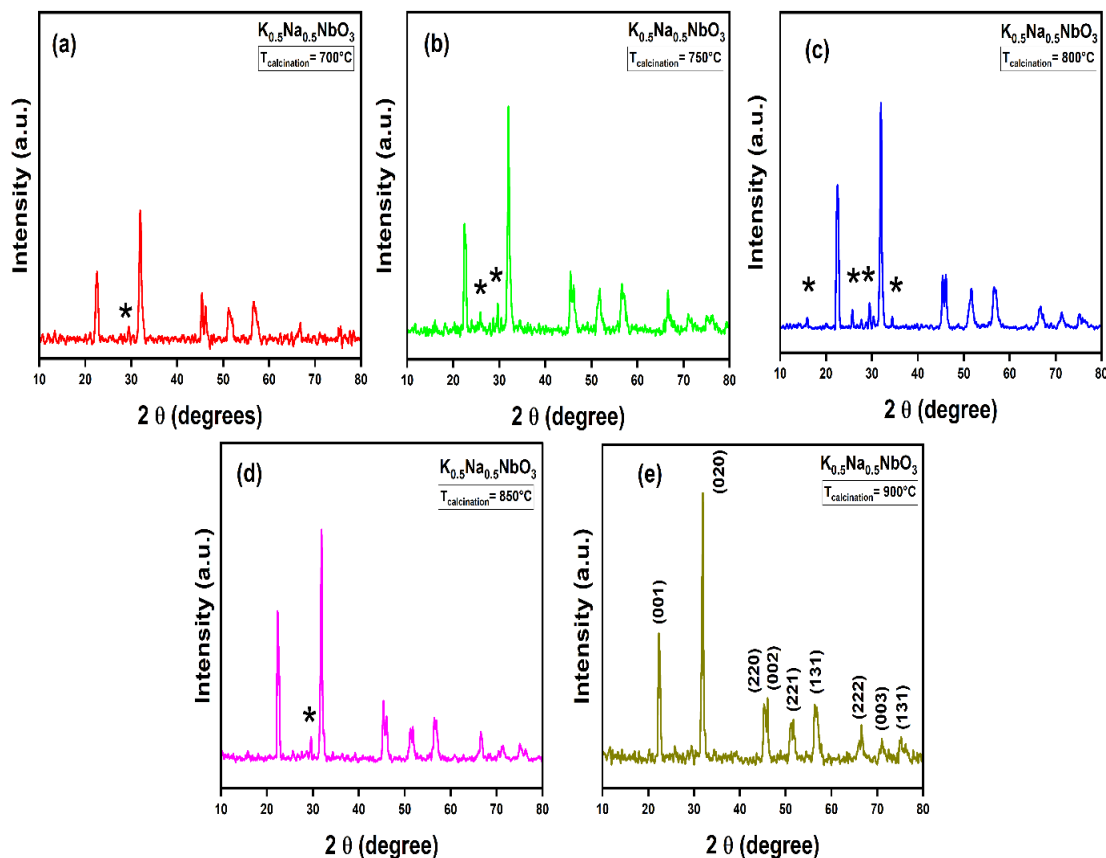 (a)
K0.5Na0.5NbO3
Tcalcination= 700°C
*
Intensity (a.u.)
10 20 30 40 50 60 70 80
2 θ (degrees)
(b)
K0.5Na0.5NbO3
Tcalcination= 750°C
* *
Intensity (a.u.)
10 20 30 40 50 60 70 80
2 θ (degree)
(c)
K0.5Na0.5NbO3
Tcalcination= 800°C
* * * *
Intensity (a.u.)
10 20 30 40 50 60 70 80
2 θ (degree)
(d)
K0.5Na0.5NbO3
Tcalcination= 850°C
*
Intensity (a.u.)
10 20 30 40 50 60 70 80
2 θ (degree)
(e)
K0.5Na0.5NbO3
Tcalcination= 900°C
(001)
(020)
(220)
(002)
(221)
(131)
(222)
(003)
(131)
Intensity (a.u.)
10 20 30 40 50 60 70 80
2 θ (degree)